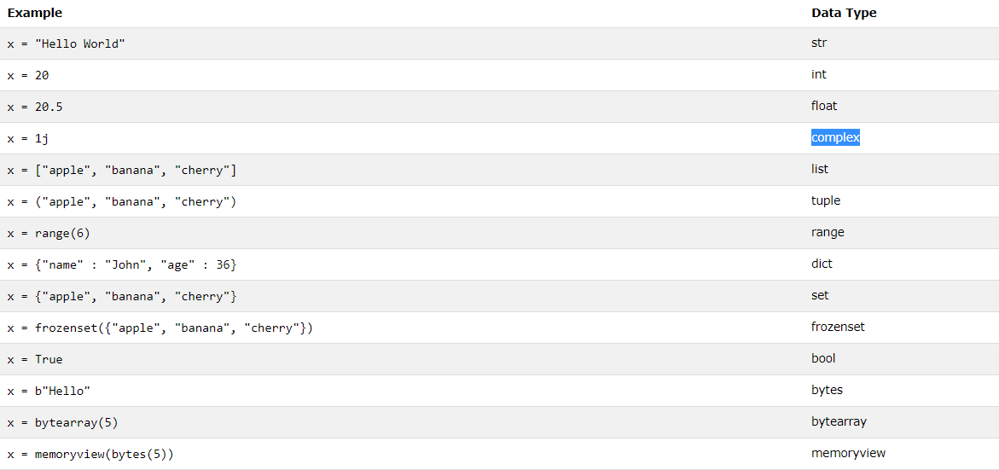 Example Data Type
x = "Hello World" str
x = 20 int
x = 20.5 float
x = 1j complex
x = ["apple", "banana", "cherry"] list
x = ("apple", "banana", "cherry") tuple
x = range(6) range
x = {"name" : "John", "age" : 36} dict
x = {"apple", "banana", "cherry"} set
x = frozenset({"apple", "banana", "cherry"}) frozenset
x = True bool
x = b"Hello" bytes
x = bytearray(5) bytearray
x = memoryview(bytes(5)) memoryview